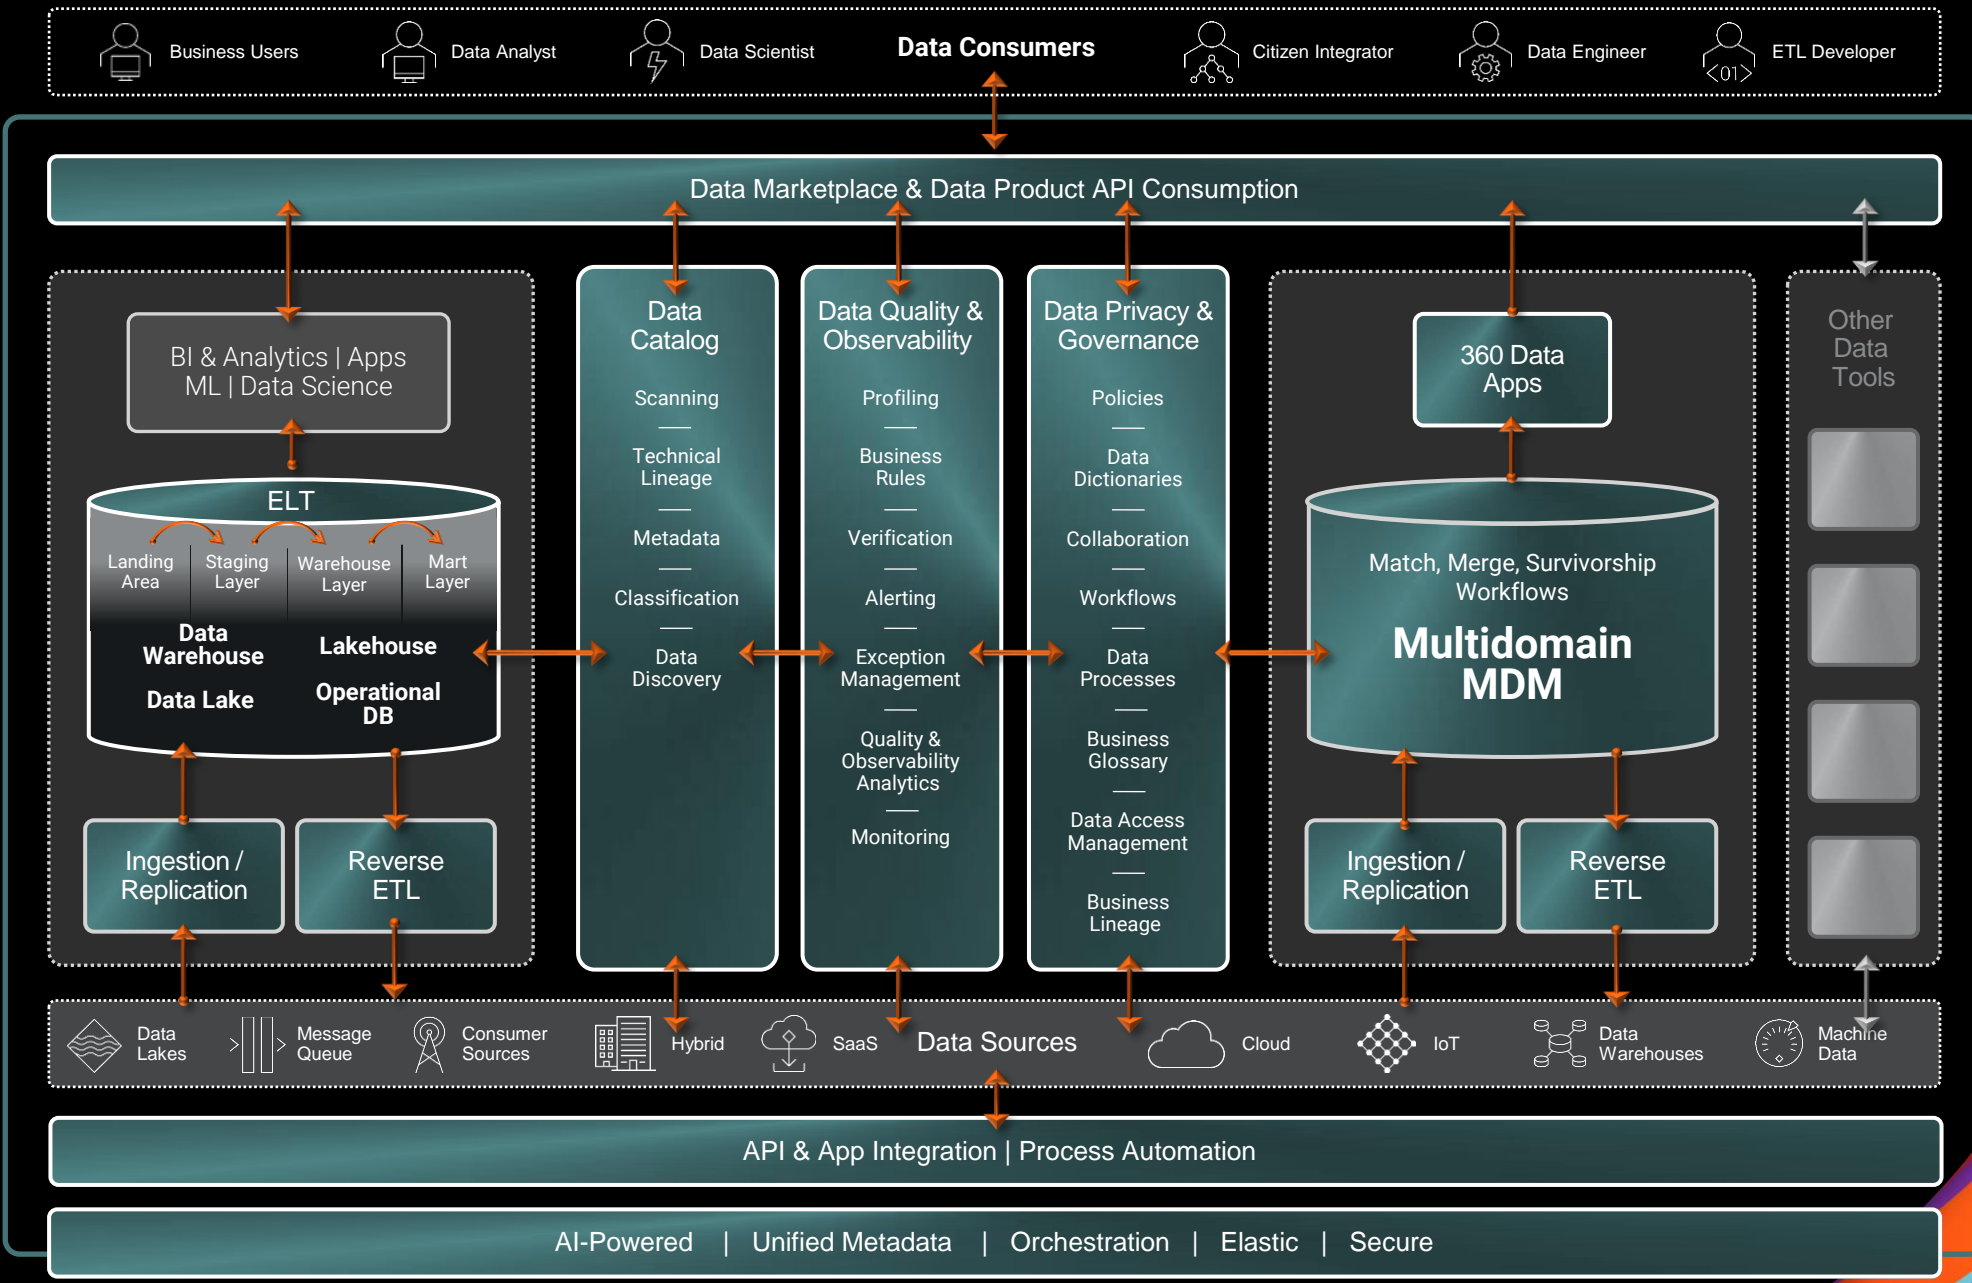 Business Users
Data Analyst
Data Scientist
Data Consumers
Citizen Integrator
Data Engineer
<01>
ETL Developer
Data Marketplace & Data Product API Consumption
BI & Analytics | Apps
ML | Data Science
ELT
Landing
Area
Staging
Layer
Warehouse
Layer
Mart
Layer
Data
Warehouse
Lakehouse
Data Lake
Operational
DB
Ingestion /
Replication
Reverse
ETL
Data
Catalog
Scanning
Technical
Lineage
Metadata
Classification
Data
Discovery
Data Quality &
Observability
Profiling
Business
Rules
Verification
Alerting
Exception
Management
Quality &
Observability
Analytics
Monitoring
Data Privacy &
Governance
Policies
Data
Dictionaries
Collaboration
Workflows
Data
Processes
Business
Glossary
Data Access
Management
Business
Lineage
360 Data
Apps
Match, Merge, Survivorship
Workflows
Multidomain
MDM
Ingestion /
Replication
Reverse
ETL
Other
Data
Tools
Data
Lakes
Message
Queue
Consumer
Sources
Hybrid
SaaS
Data Sources
Cloud
IoT
Data
Warehouses
Machine
Data
API & App Integration | Process Automation
AI-Powered | Unified Metadata | Orchestration | Elastic | Secure